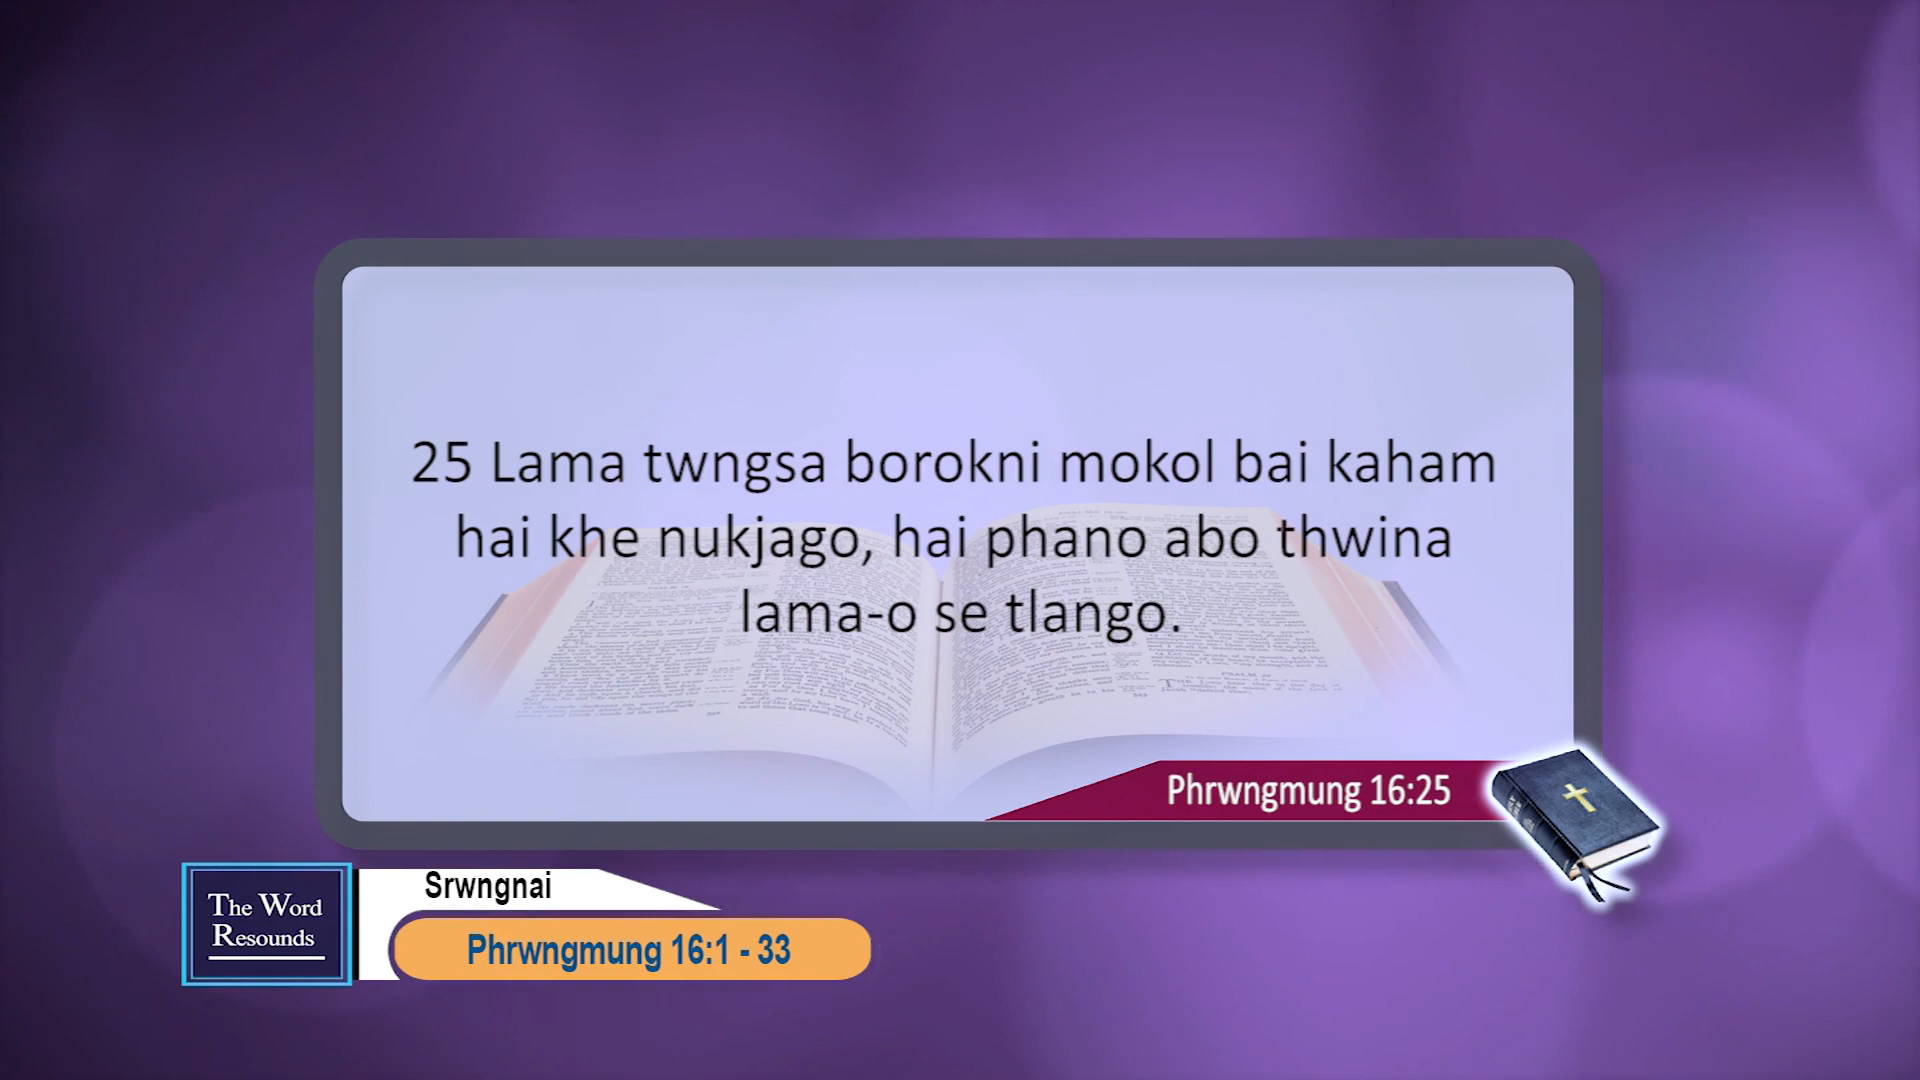 25 Lama twngsa borokni mokol bai kaham
hai khe nukjago, hai phano abo thwina
lama-o se tlango.
Phrwngmung 16:25
The Word
Resounds
Srwngnai
Phrwngmung 16:1 - 33